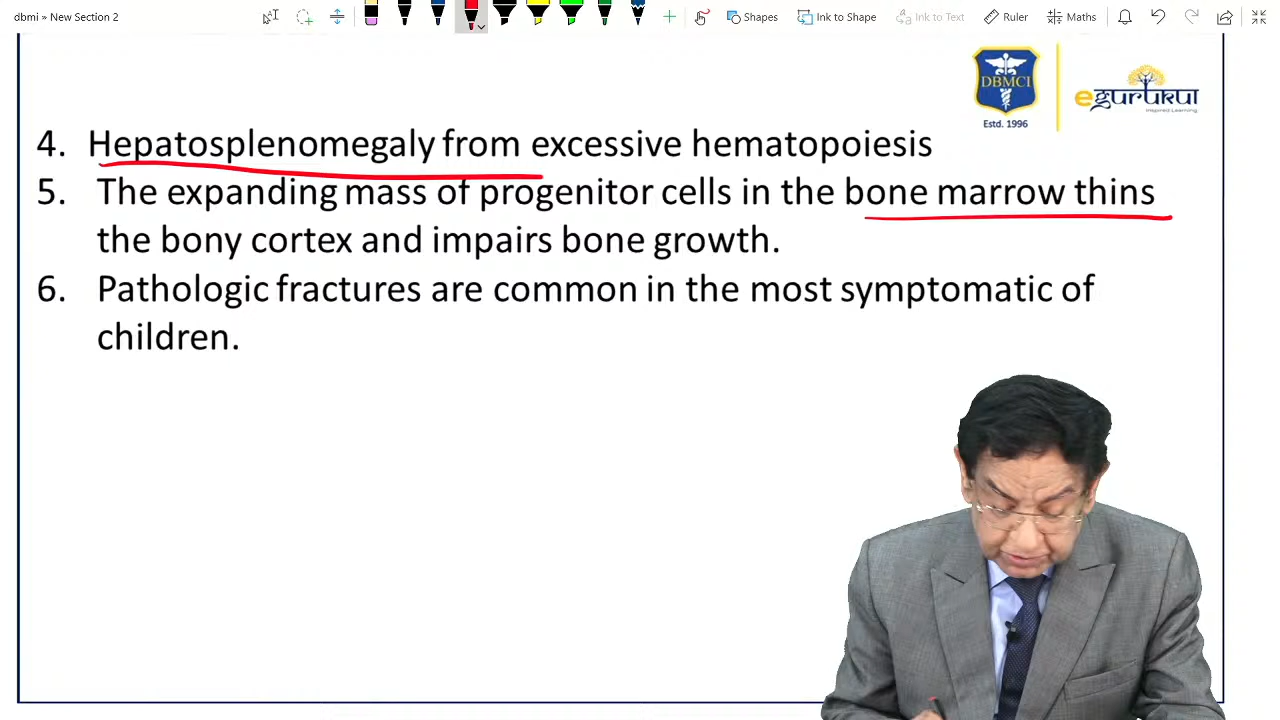 dbmi » New Section 2
Shapes
Ink to Shape
Ink to Text
Ruler
Maths
DBMCI
Estd. 1996
egurukul
Inspired Learning...
4. Hepatosplenomegaly from excessive hematopoiesis
5. The expanding mass of progenitor cells in the bone marrow thins
the bony cortex and impairs bone growth.
6. Pathologic fractures are common in the most symptomatic of
children.